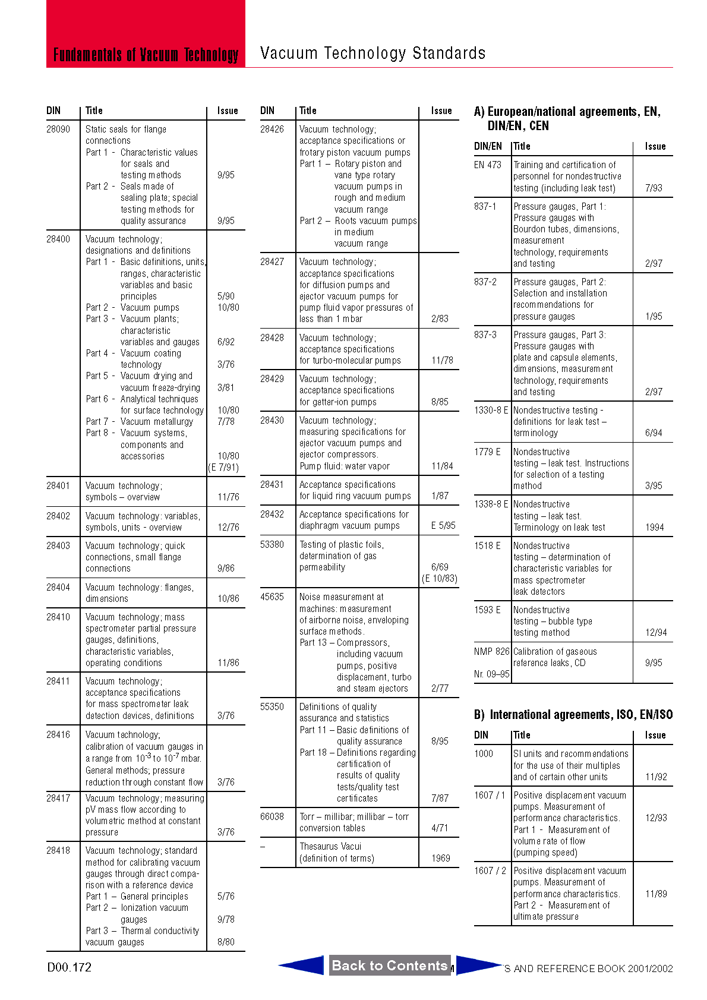 Fundamentals of Vacuum Technology
Vacuum Technology Standards
DIN Title Issue
28090 Static seals for flange
connections
Part 1 - Characteristic values
for seals and
testing methods 9/95
Part 2 - Seals made of
sealing plate; special
testing methods for
quality assurance 9/95
28400 Vacuum technology;
designations and definitions
Part 1 - Basic definitions, units,
ranges, characteristic
variables and basic
principles 5/90
Part 2 - Vacuum pumps 10/80
Part 3 - Vacuum plants;
characteristic
variables and gauges 6/92
Part 4 - Vacuum coating
technology 3/76
Part 5 - Vacuum drying and
vacuum freeze-drying 3/81
Part 6 - Analytical techniques
for surface technology 10/80
Part 7 - Vacuum metallurgy 7/78
Part 8 - Vacuum systems,
components and
accessories 10/80
(E 7/91)
28401 Vacuum technology;
symbols – overview 11/76
28402 Vacuum technology: variables,
symbols, units - overview 12/76
28403 Vacuum technology; quick
connections, small flange
connections 9/86
28404 Vacuum technology: flanges,
dimensions 10/86
28410 Vacuum technology; mass
spectrometer partial pressure
gauges, definitions,
characteristic variables,
operating conditions 11/86
28411 Vacuum technology;
acceptance specifications
for mass spectrometer leak
detection devices, definitions 3/76
28416 Vacuum technology;
calibration of vacuum gauges in
a range from 10-3 to 10-7 mbar.
General methods; pressure
reduction through constant flow 3/76
28417 Vacuum technology; measuring
pV mass flow according to
volumetric method at constant
pressure 3/76
28418 Vacuum technology; standard
method for calibrating vacuum
gauges through direct compa-
rison with a reference device
Part 1 – General principles 5/76
Part 2 – Ionization vacuum
gauges 9/78
Part 3 – Thermal conductivity
vacuum gauges 8/80
DIN Title Issue
28426 Vacuum technology;
acceptance specifications or
frotary piston vacuum pumps
Part 1 – Rotary piston and
vane type rotary
vacuum pumps in
rough and medium
vacuum range
Part 2 – Roots vacuum pumps
in medium
vacuum range
28427 Vacuum technology;
acceptance specifications
for diffusion pumps and
ejector vacuum pumps for
pump fluid vapor pressures of
less than 1 mbar 2/83
28428 Vacuum technology;
acceptance specifications
for turbo-molecular pumps 11/78
28429 Vacuum technology;
acceptance specifications
for getter-ion pumps 8/85
28430 Vacuum technology;
measuring specifications for
ejector vacuum pumps and
ejector compressors.
Pump fluid: water vapor 11/84
28431 Acceptance specifications
for liquid ring vacuum pumps 1/87
28432 Acceptance specifications for
diaphragm vacuum pumps E 5/95
53380 Testing of plastic foils,
determination of gas
permeability 6/69
(E 10/83)
45635 Noise measurement at
machines: measurement
of airborne noise, enveloping
surface methods.
Part 13 – Compressors,
including vacuum
pumps, positive
displacement, turbo
and steam ejectors 2/77
55350 Definitions of quality
assurance and statistics
Part 11 – Basic definitions of
quality assurance 8/95
Part 18 – Definitions regarding
certification of
results of quality
tests/quality test
certificates 7/87
66038 Torr – millibar; millibar – torr
conversion tables 4/71
– Thesaurus Vacui
(definition of terms) 1969
A) European/national agreements, EN,
DIN/EN, CEN
DIN/EN Title Issue
EN 473 Training and certification of
personnel for nondestructive
testing (including leak test) 7/93
837-1 Pressure gauges, Part 1:
Pressure gauges with
Bourdon tubes, dimensions,
measurement
technology, requirements
and testing 2/97
837-2 Pressure gauges, Part 2:
Selection and installation
recommendations for
pressure gauges 1/95
837-3 Pressure gauges, Part 3:
Pressure gauges with
plate and capsule elements,
dimensions, measurement
technology, requirements
and testing 2/97
1330-8 E Nondestructive testing -
definitions for leak test –
terminology 6/94
1779 E Nondestructive
testing – leak test. Instructions
for selection of a testing
method 3/95
1338-8 E Nondestructive
testing – leak test.
Terminology on leak test 1994
1518 E Nondestructive
testing – determination of
characteristic variables for
mass spectrometer
leak detectors
1593 E Nondestructive
testing – bubble type
testing method 12/94
NMP 826 Calibration of gaseous
reference leaks, CD 9/95
Nr. 09–95
B) International agreements, ISO, EN/ISO
DIN Title Issue
1000 SI units and recommendations
for the use of their multiples
and of certain other units 11/92
1607 / 1 Positive displacement vacuum
pumps. Measurement of
performance characteristics. 12/93
Part 1 - Measurement of
volume rate of flow
(pumping speed)
1607 / 2 Positive displacement vacuum
pumps. Measurement of
performance characteristics. 11/89
Part 2 - Measurement of
ultimate pressure
D00.172
Back to Contents
S AND REFERENCE BOOK 2001/2002